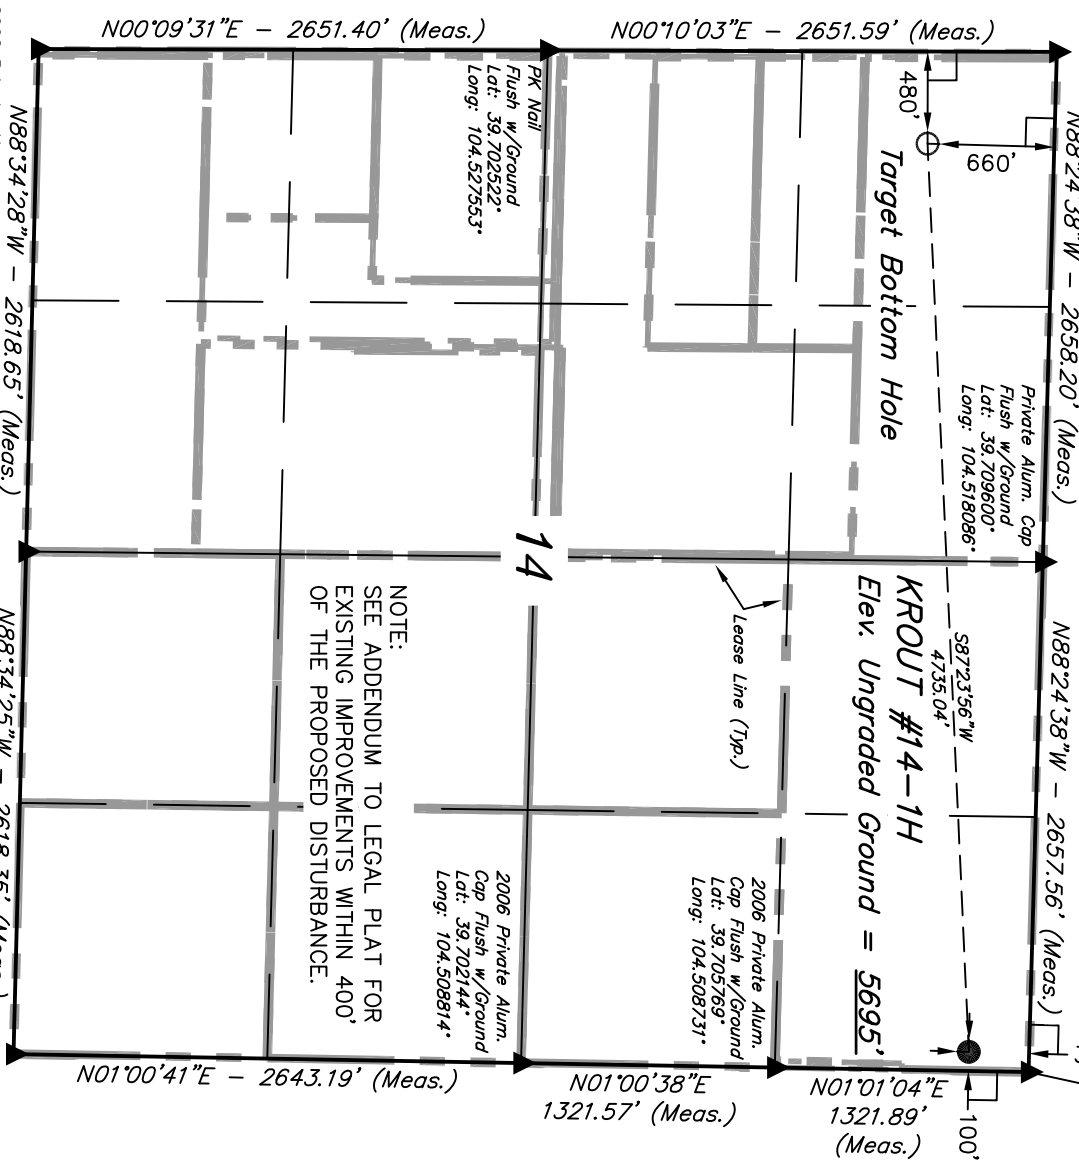 N88°24'38"W - 2658.20' (Meas.)
N88°24'38"W - 2657.56' (Meas.)
N00°09'31"E - 2651.40' (Meas.)
N00°10'03"E - 2651.59' (Meas.)
480'
660'
Target Bottom Hole
Private Alum. Cap
Flush w/Ground
Lat: 39.709600°
Long: 104.518086°
S87°23'56"W
4735.04'
KROUT #14-1H
Elev. Ungraded Ground = 5695'
100'
N01°01'04"E
1321.89'
(Meas.)
Lease Line (Typ.)
2006 Private Alum.
Cap Flush w/Ground
Lat: 39.705769°
Long: 104.508731°
N01°00'38"E
1321.57' (Meas.)
PK Nail
Flush w/Ground
Lat: 39.702522°
Long: 104.527553°
14
2006 Private Alum.
Cap Flush w/Ground
Lat: 39.702144°
Long: 104.508814°
NOTE:
SEE ADDENDUM TO LEGAL PLAT FOR
EXISTING IMPROVEMENTS WITHIN 400'
OF THE PROPOSED DISTURBANCE.
N01°00'41"E - 2643.19' (Meas.)
N88°34'28"W - 2618.65' (Meas.)
N88°34'25"W - 2618.35' (Meas.)